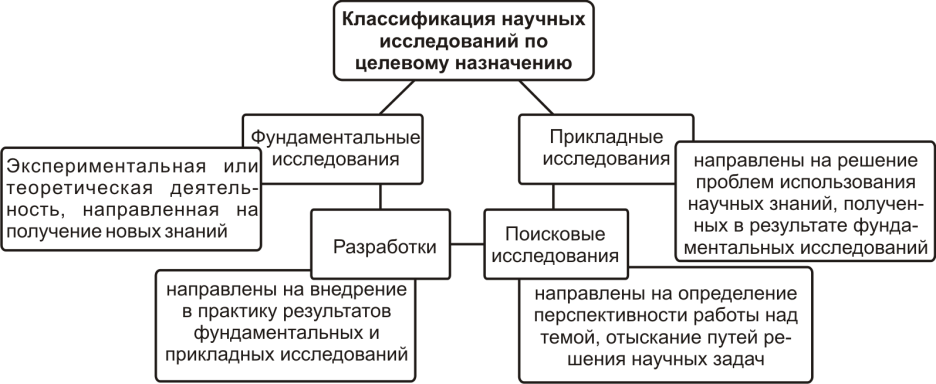 Классификация научных
исследований по
целевому назначению
Фундаментальные
исследования
Экспериментальная или
теоретическая деятель-
ность, направленная на
получение новых знаний
Прикладные
исследования
направлены на решение
проблем использования
научных знаний, получен-
ных в результате фунда-
ментальных исследований
Разработки
направлены на внедрение
в практику результатов
фундаментальных и
прикладных исследований
Поисковые
исследования
направлены на определение
перспективности работы над
темой, отыскание путей ре-
шения научных задач